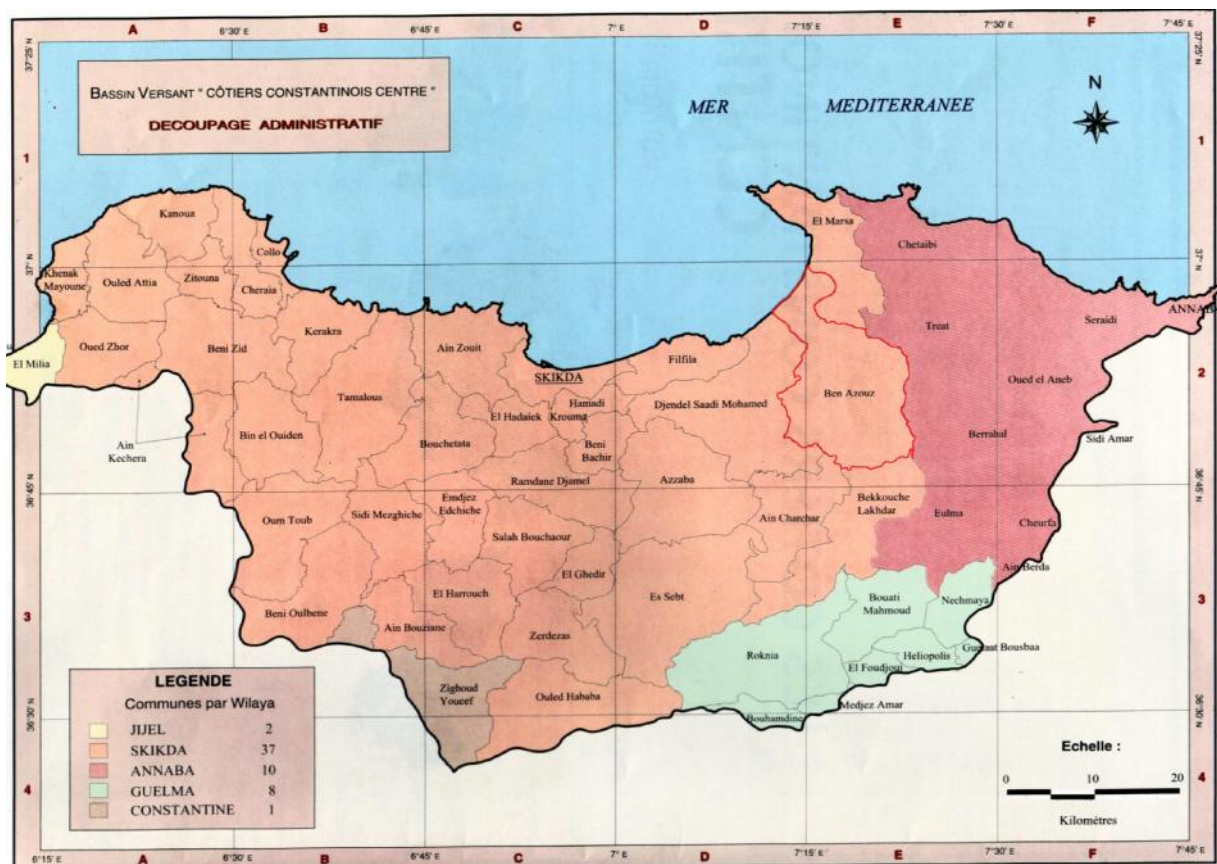 A B C D E F
6°30' E 6°45' E 7° E 7°15' E 7°30' E 7°45' E
37°25' N
37°25' N
BASSIN VERSANT " CÔTIERS CONSTANTINOIS CENTRE "
DECOUPAGE ADMINISTRATIF
MER MEDITERRANEE
N
1
1
El Marsa
Kanoua
Chetaibi
Collo
37° N
37° N
Khenak
Mayoune
Ouled Attia
Zitouna
Cheraia
ANNABA
Seraidi
Treat
Kerakra
Oued Zhor
Beni Zid
Ain Zouit
Filfila
El Milia
SKIKDA
2
2
Oued el Aneb
Ben Azouz
Tamalous
Hamadi
Krouma
Djendel Saadi Mohamed
El Hadaiek
Bin el Ouiden
Bouchetata
Beni
Bachir
Berrahal
Sidi Amar
Ain
Kechera
Ramdane Djamel
Azzaba
36°45' N
36°45' N
Emdjez
Edchiche
Bekkouche
Lakhdar
Oum Toub
Sidi Mezghiche
Ain Charchar
Eulma
Cheurfa
Salah Bouchaour
El Ghedir
Ain Berda
El Harrouch
Es Sebt
Bouati
Mahmoud
Nechmaya
3
3
Beni Oulbene
Ain Bouziane
Zerdezas
Guelaat Bousbaa
Roknia
Heliopolis
El Foudjoui
Zighoud
Youcef
Ouled Hababa
Medjez Amar
Bouhamdine
36°30' N
36°30' N
LEGENDE
Communes par Wilaya
JIJEL 2
SKIKDA 37
ANNABA 10
GUELMA 8
CONSTANTINE 1
Echelle :
0 10 20
Kilométres
4
4
6°15' E 6°30' E 6°45' E 7° E 7°15' E 7°30' E 7°45' E
A B C D E F